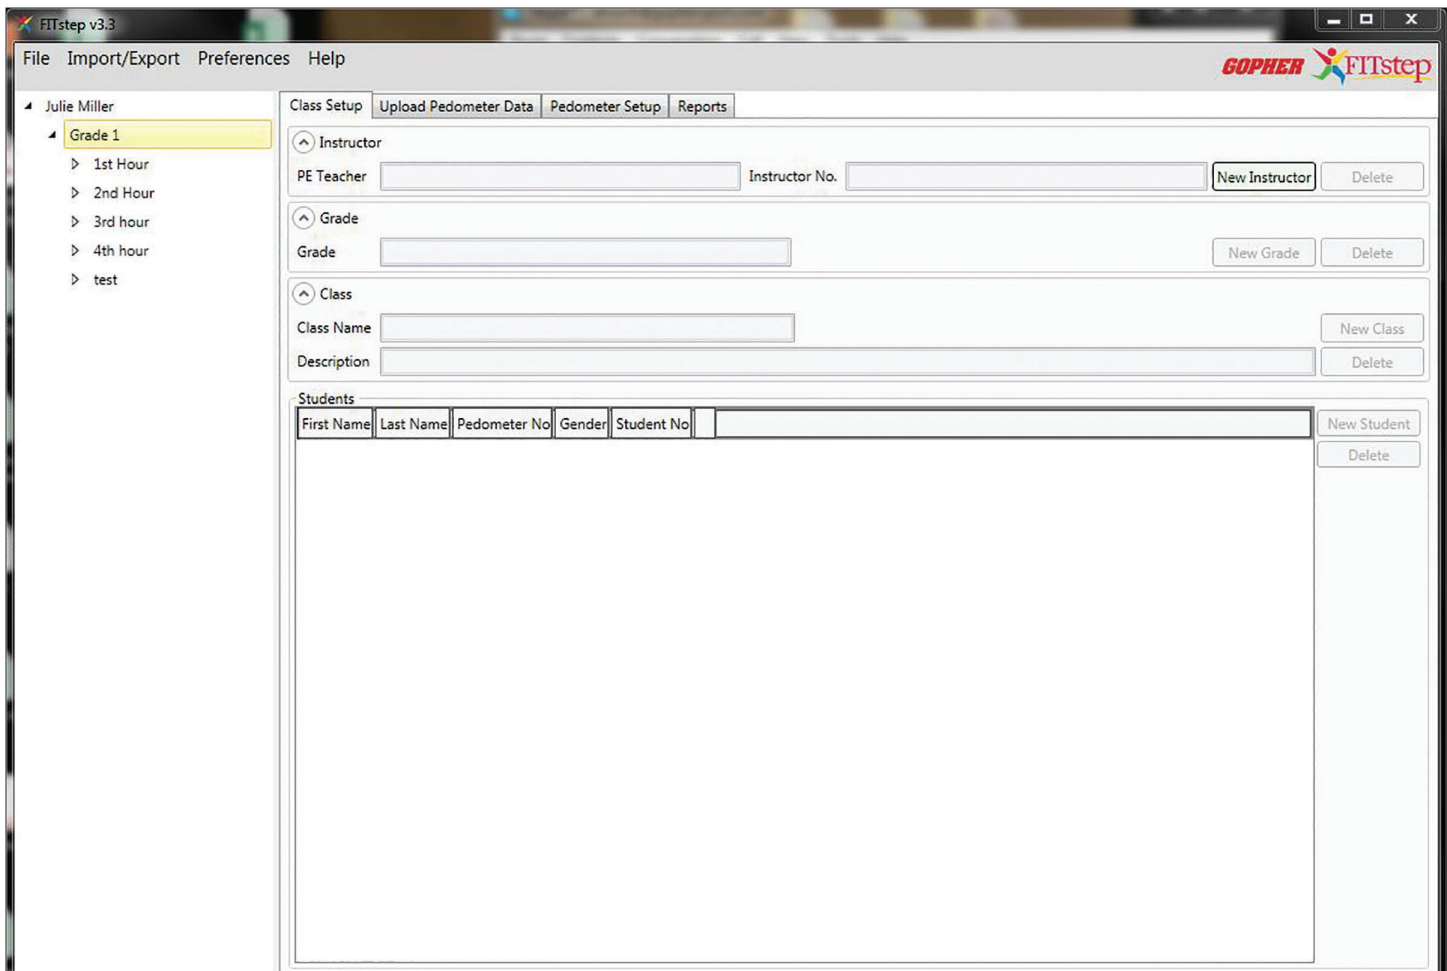 FITstep v3.3
File Import/Export Preferences Help
GOPHER FITstep
Julie Miller
Grade 1
1st Hour
2nd Hour
3rd hour
4th hour
test
Class Setup Upload Pedometer Data Pedometer Setup Reports
Instructor
PE Teacher Instructor No. New Instructor Delete
Grade
Grade New Grade Delete
Class
Class Name New Class
Description Delete
Students
First Name Last Name Pedometer No Gender Student No New Student
Delete